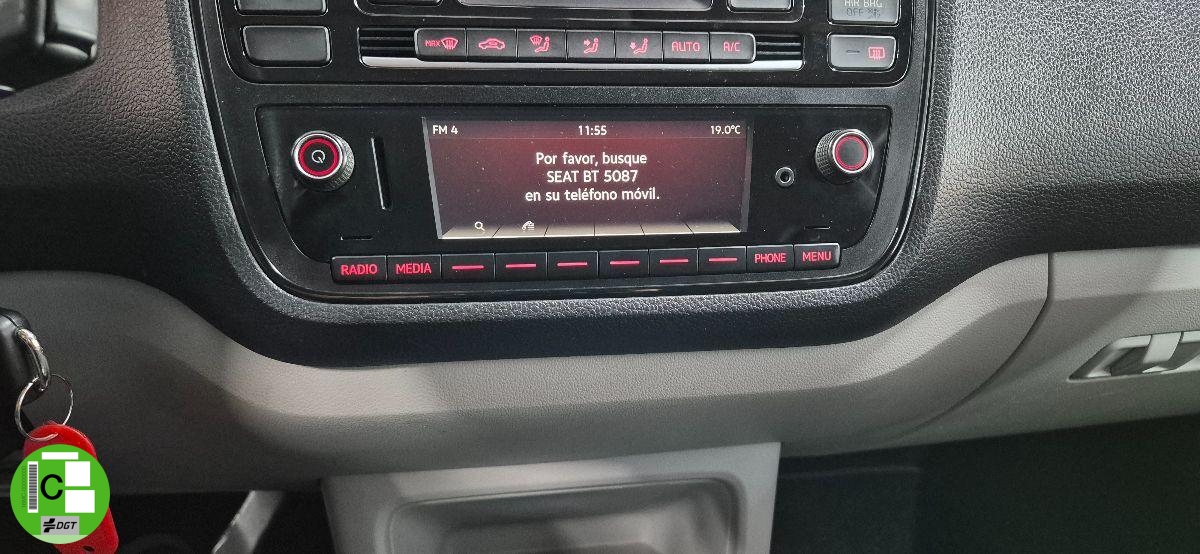 AIR BAG
OFF
MAX
AUTO
A/C
FM 4
11:55
19.0°C
Por favor, busque
SEAT BT 5087
en su teléfono móvil.
RADIO
MEDIA
PHONE
MENU
C
DGT